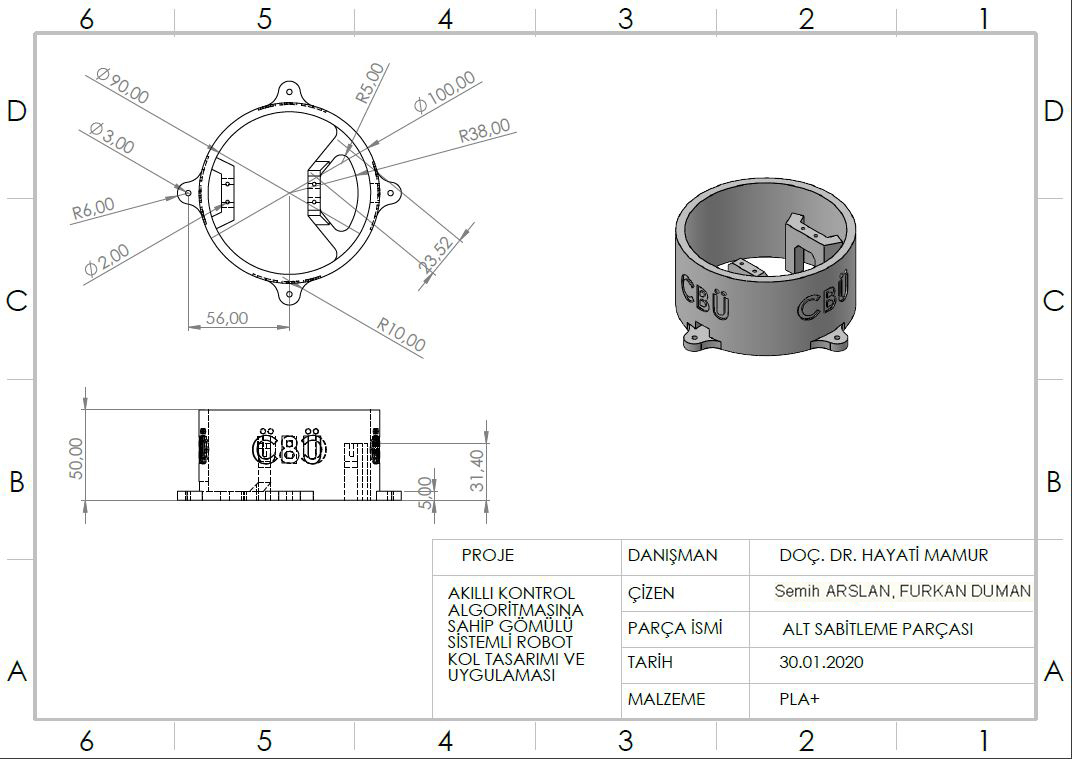 6 5 4 3 2 1
D D
C C
B B
A A
Ø90,00
R5,00
Ø100,00
Ø3,00
R38,00
R6,00
Ø2,00
23,52
56,00
R10,00
CBÜ CBÜ
50,00
CBÜ
31,40
5,00
PROJE
DANIŞMAN
DOÇ. DR. HAYATİ MAMUR
AKILLI KONTROL
ALGORİTMASINA
SAHİP GÖMÜLÜ
SİSTEMLİ ROBOT
KOL TASARIMI VE
UYGULAMASI
ÇİZEN
Semih ARSLAN, FURKAN DUMAN
PARÇA İSMİ
ALT SABİTLEME PARÇASI
TARİH
30.01.2020
MALZEME
PLA+
6 5 4 3 2 1